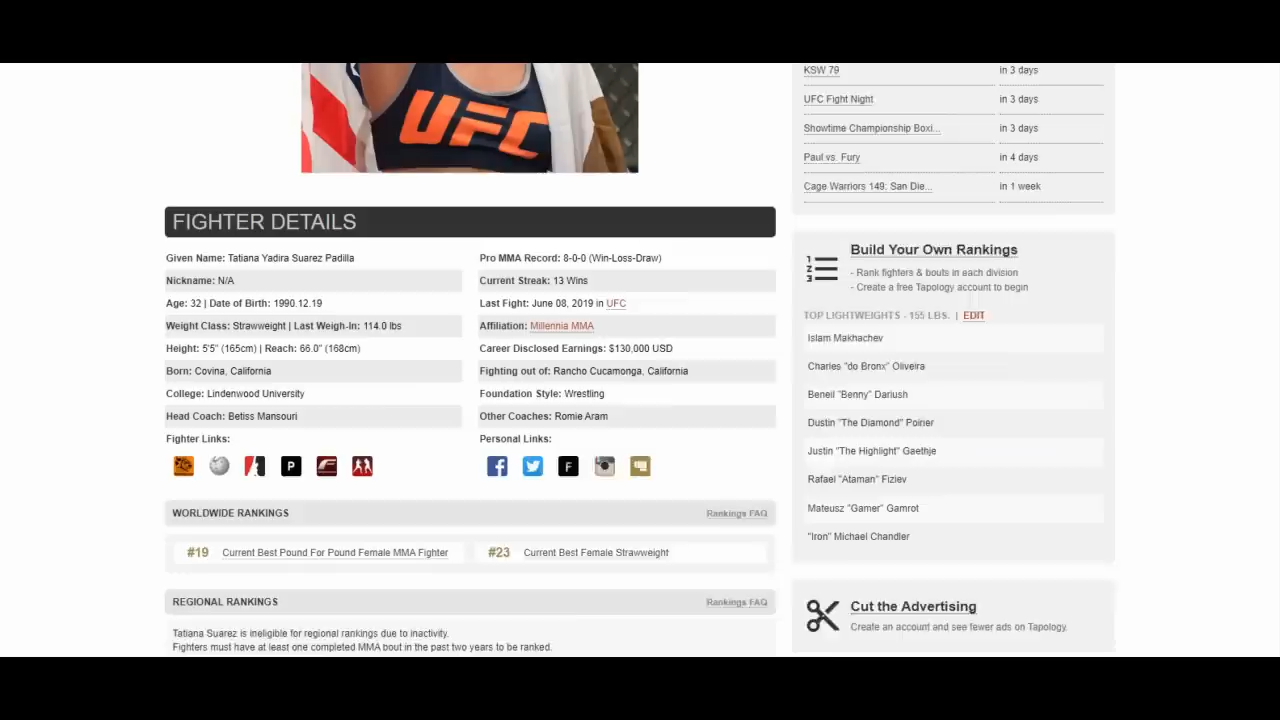 UFC
FIGHTER DETAILS
Given Name: Tatiana Yadira Suarez Padilla
Pro MMA Record: 8-0-0 (Win-Loss-Draw)
Nickname: N/A
Current Streak: 13 Wins
Age: 32 | Date of Birth: 1990.12.19
Last Fight: June 08, 2019 in UFC
Weight Class: Strawweight | Last Weigh-In: 114.0 lbs
Affiliation: Millennia MMA
Height: 5'5" (165cm) | Reach: 66.0" (168cm)
Career Disclosed Earnings: $130,000 USD
Born: Covina, California
Fighting out of: Rancho Cucamonga, California
College: Lindenwood University
Foundation Style: Wrestling
Head Coach: Betiss Mansouri
Other Coaches: Romie Aram
Fighter Links:
Personal Links:
P
F
WORLDWIDE RANKINGS
Rankings FAQ
#19 Current Best Pound For Pound Female MMA Fighter
#23 Current Best Female Strawweight
REGIONAL RANKINGS
Rankings FAQ
Tatiana Suarez is ineligible for regional rankings due to inactivity.
Fighters must have at least one completed MMA bout in the past two years to be ranked.
KSW 79 in 3 days
UFC Fight Night in 3 days
Showtime Championship Boxi... in 3 days
Paul vs. Fury in 4 days
Cage Warriors 149: San Die... in 1 week
1
2
3
Build Your Own Rankings
- Rank fighters & bouts in each division
- Create a free Tapology account to begin
TOP LIGHTWEIGHTS - 155 LBS. | EDIT
Islam Makhachev
Charles "do Bronx" Oliveira
Beneil "Benny" Dariush
Dustin "The Diamond" Poirier
Justin "The Highlight" Gaethje
Rafael "Ataman" Fiziev
Mateusz "Gamer" Gamrot
"Iron" Michael Chandler
Cut the Advertising
Create an account and see fewer ads on Tapology.